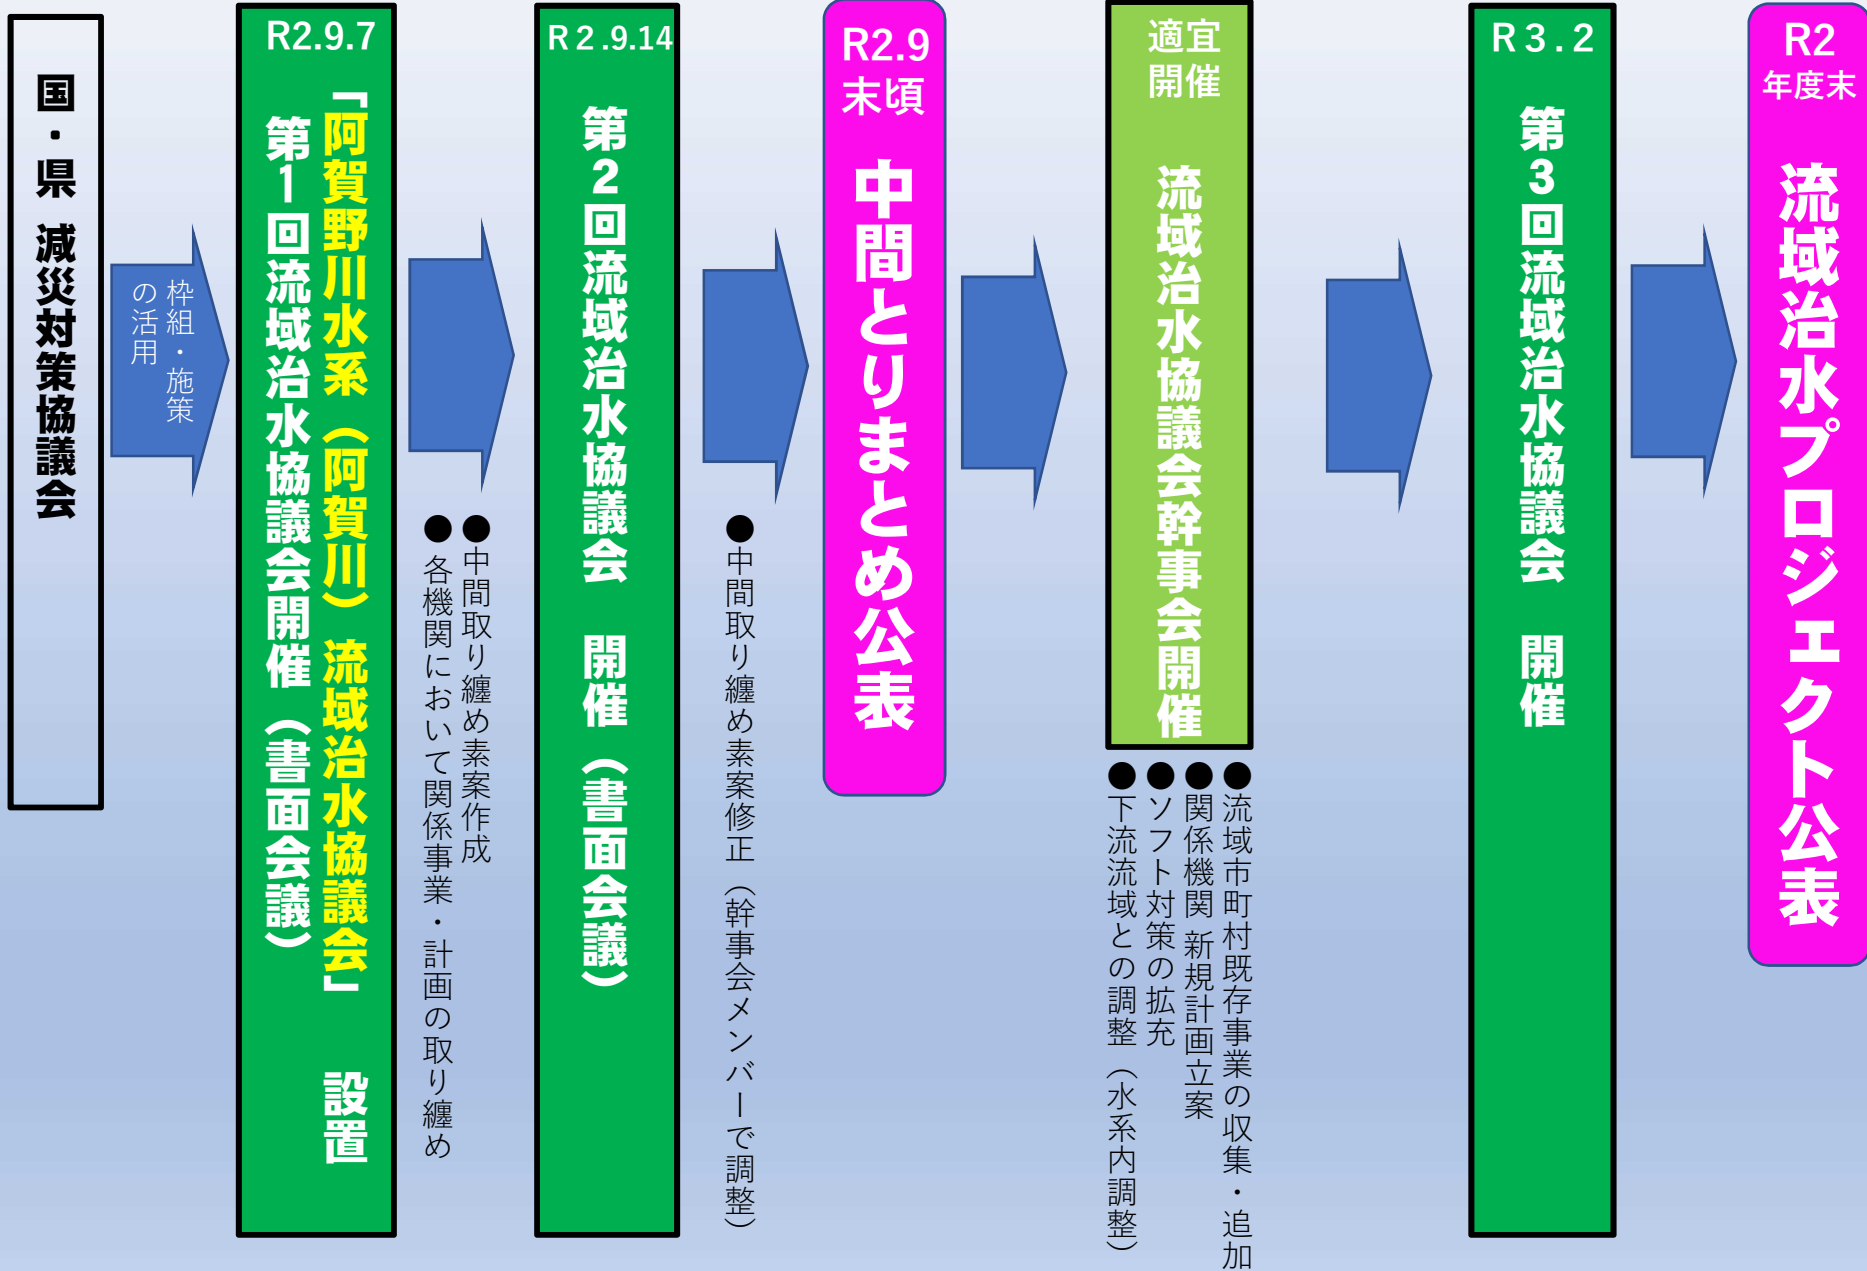 国・県 減災対策協議会
枠組・施策
の活用
R2.9.7
「阿賀野川水系（阿賀川）流域治水協議会」 設置
第1回流域治水協議会開催（書面会議）
●中間取り纏め素案作成
●各機関において関係事業・計画の取り纏め
R２.9.14
第２回流域治水協議会 開催（書面会議）
●中間取り纏め素案修正（幹事会メンバーで調整）
R2.9
末頃
中間とりまとめ公表
適宜
開催
流域治水協議会幹事会開催
●流域市町村既存事業の収集・追加
●関係機関 新規計画立案
●ソフト対策の拡充
●下流流域との調整（水系内調整）
R３.２
第３回流域治水協議会 開催
R2
年度末
流域治水プロジェクト公表